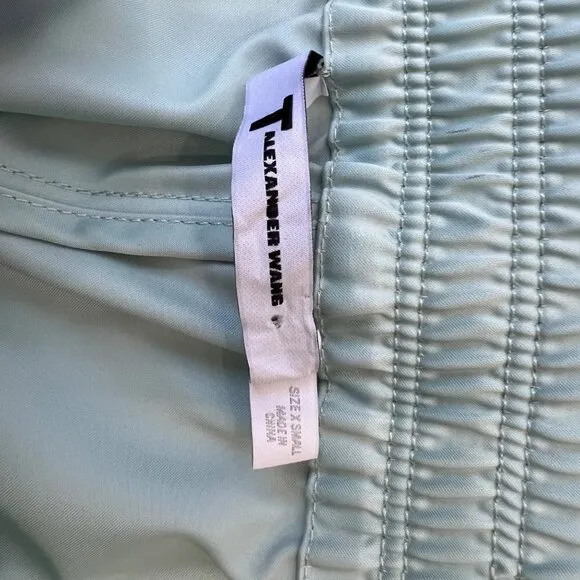 T ALEXANDER WANG
SIZE X SMALL
MADE IN
CHINA